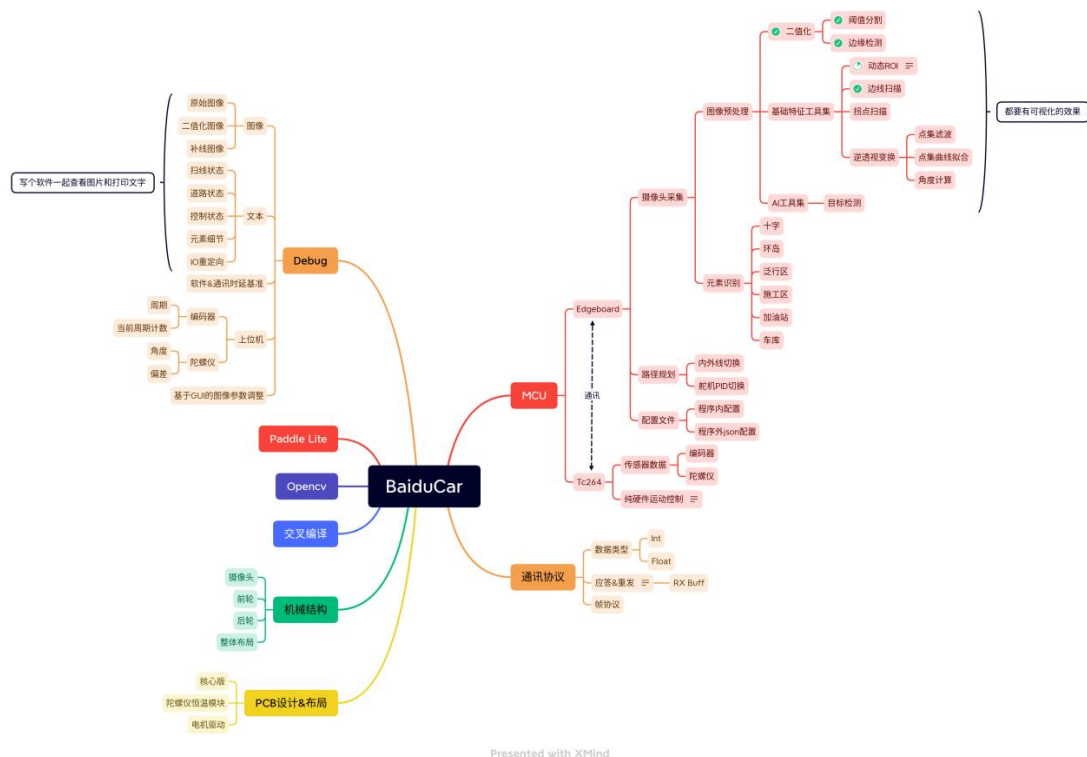 BaiduCar
MCU
Edgeboard
摄像头采集
图像预处理
二值化
阈值分割
边缘检测
基础特征工具集
动态ROI
边线扫描
拐点扫描
逆透视变换
点集滤波
点集曲线拟合
角度计算
AI工具集
目标检测
都要有可视化的效果
元素识别
十字
环岛
泛行区
施工区
加油站
车库
路径规划
内外线切换
舵机PID切换
配置文件
程序内配置
程序外json配置
通讯
Tc264
传感器数据
编码器
陀螺仪
纯硬件运动控制
通讯协议
数据类型
Int
Float
应答&重发
RX Buff
帧协议
Debug
图像
原始图像
二值化图像
补线图像
文本
扫线状态
道路状态
控制状态
元素细节
IO重定向
写个软件一起查看图片和打印文字
软件&通讯时延基准
上位机
编码器
周期
当前周期计数
陀螺仪
角度
偏差
基于GUI的图像参数调整
Paddle Lite
Opencv
交叉编译
机械结构
摄像头
前轮
后轮
整体布局
PCB设计&布局
核心版
陀螺仪恒温模块
电机驱动
Presented with XMind